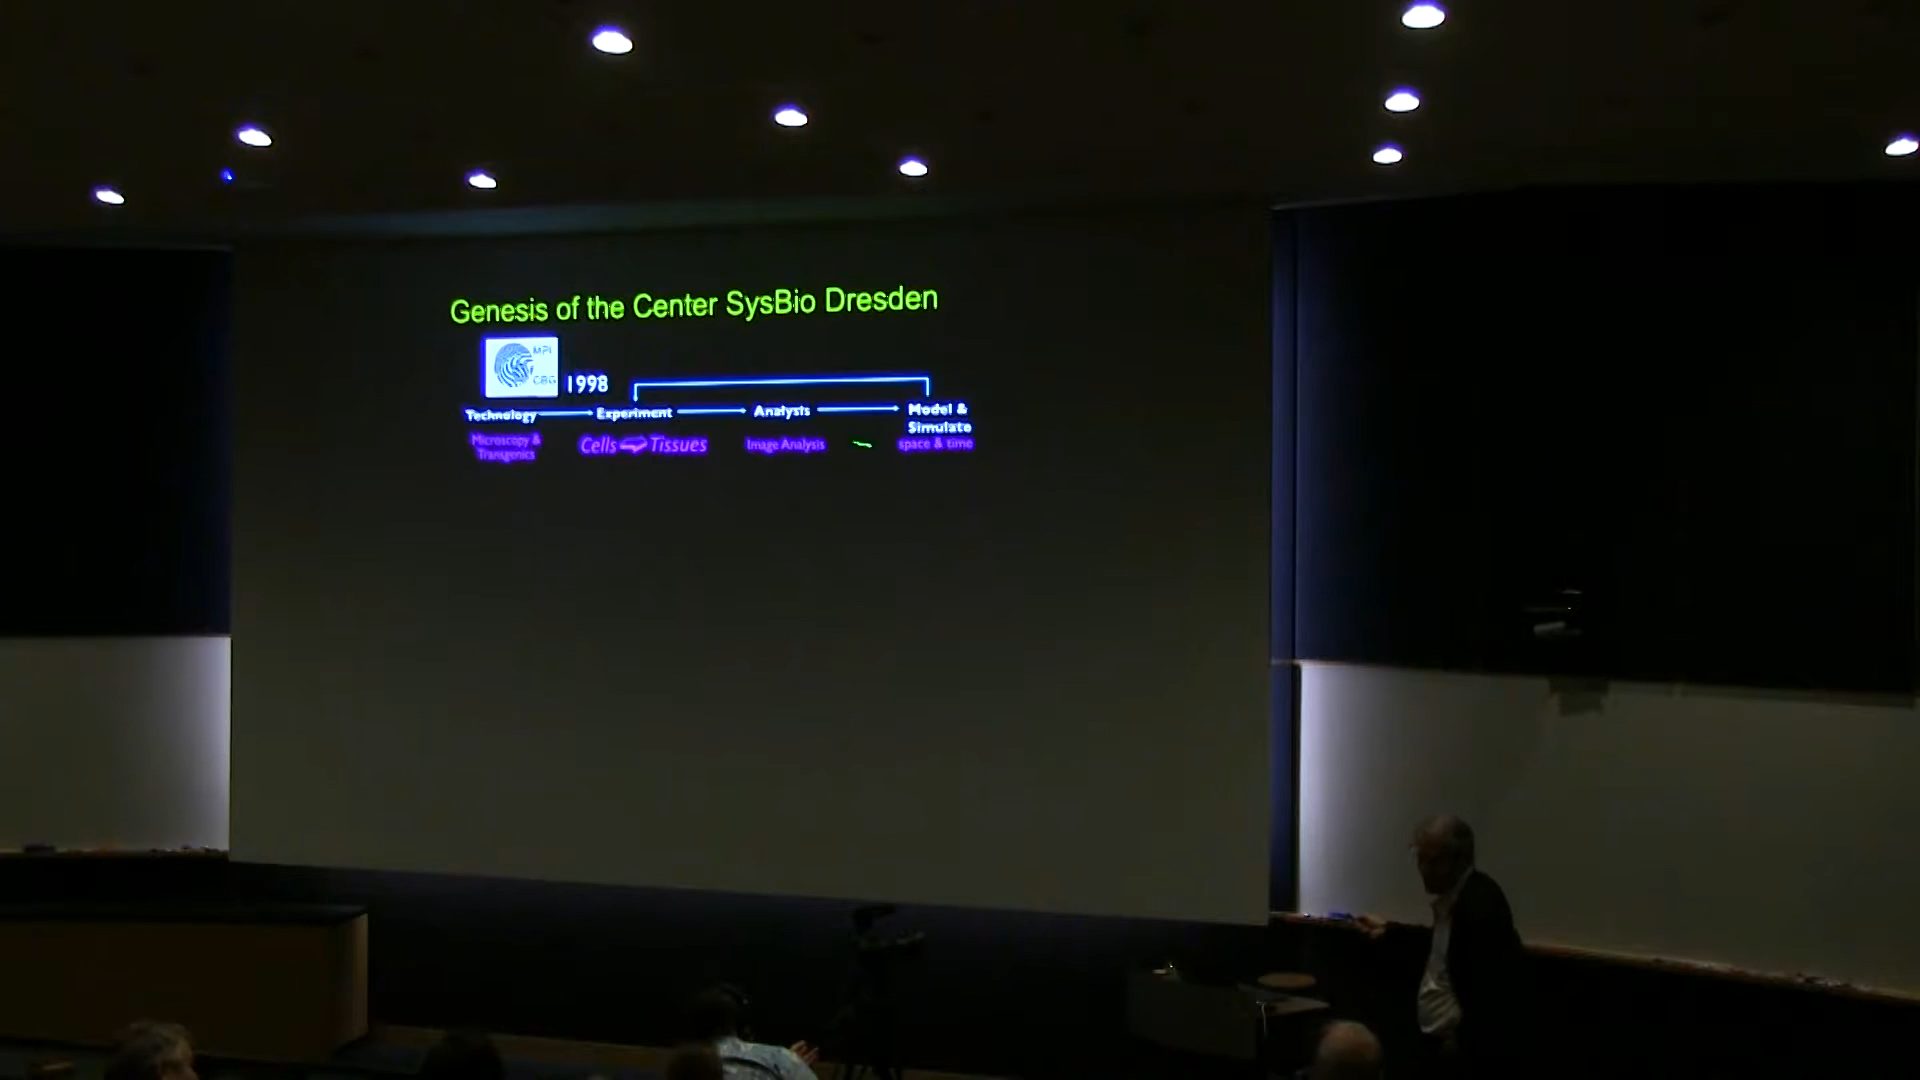 Genesis of the Center SysBio Dresden
MPI
CBG
1998
Technology Experiment Analysis Model &
Simulate
Microscopy &
Transgenics
Cells Tissues
Image Analysis
space & time